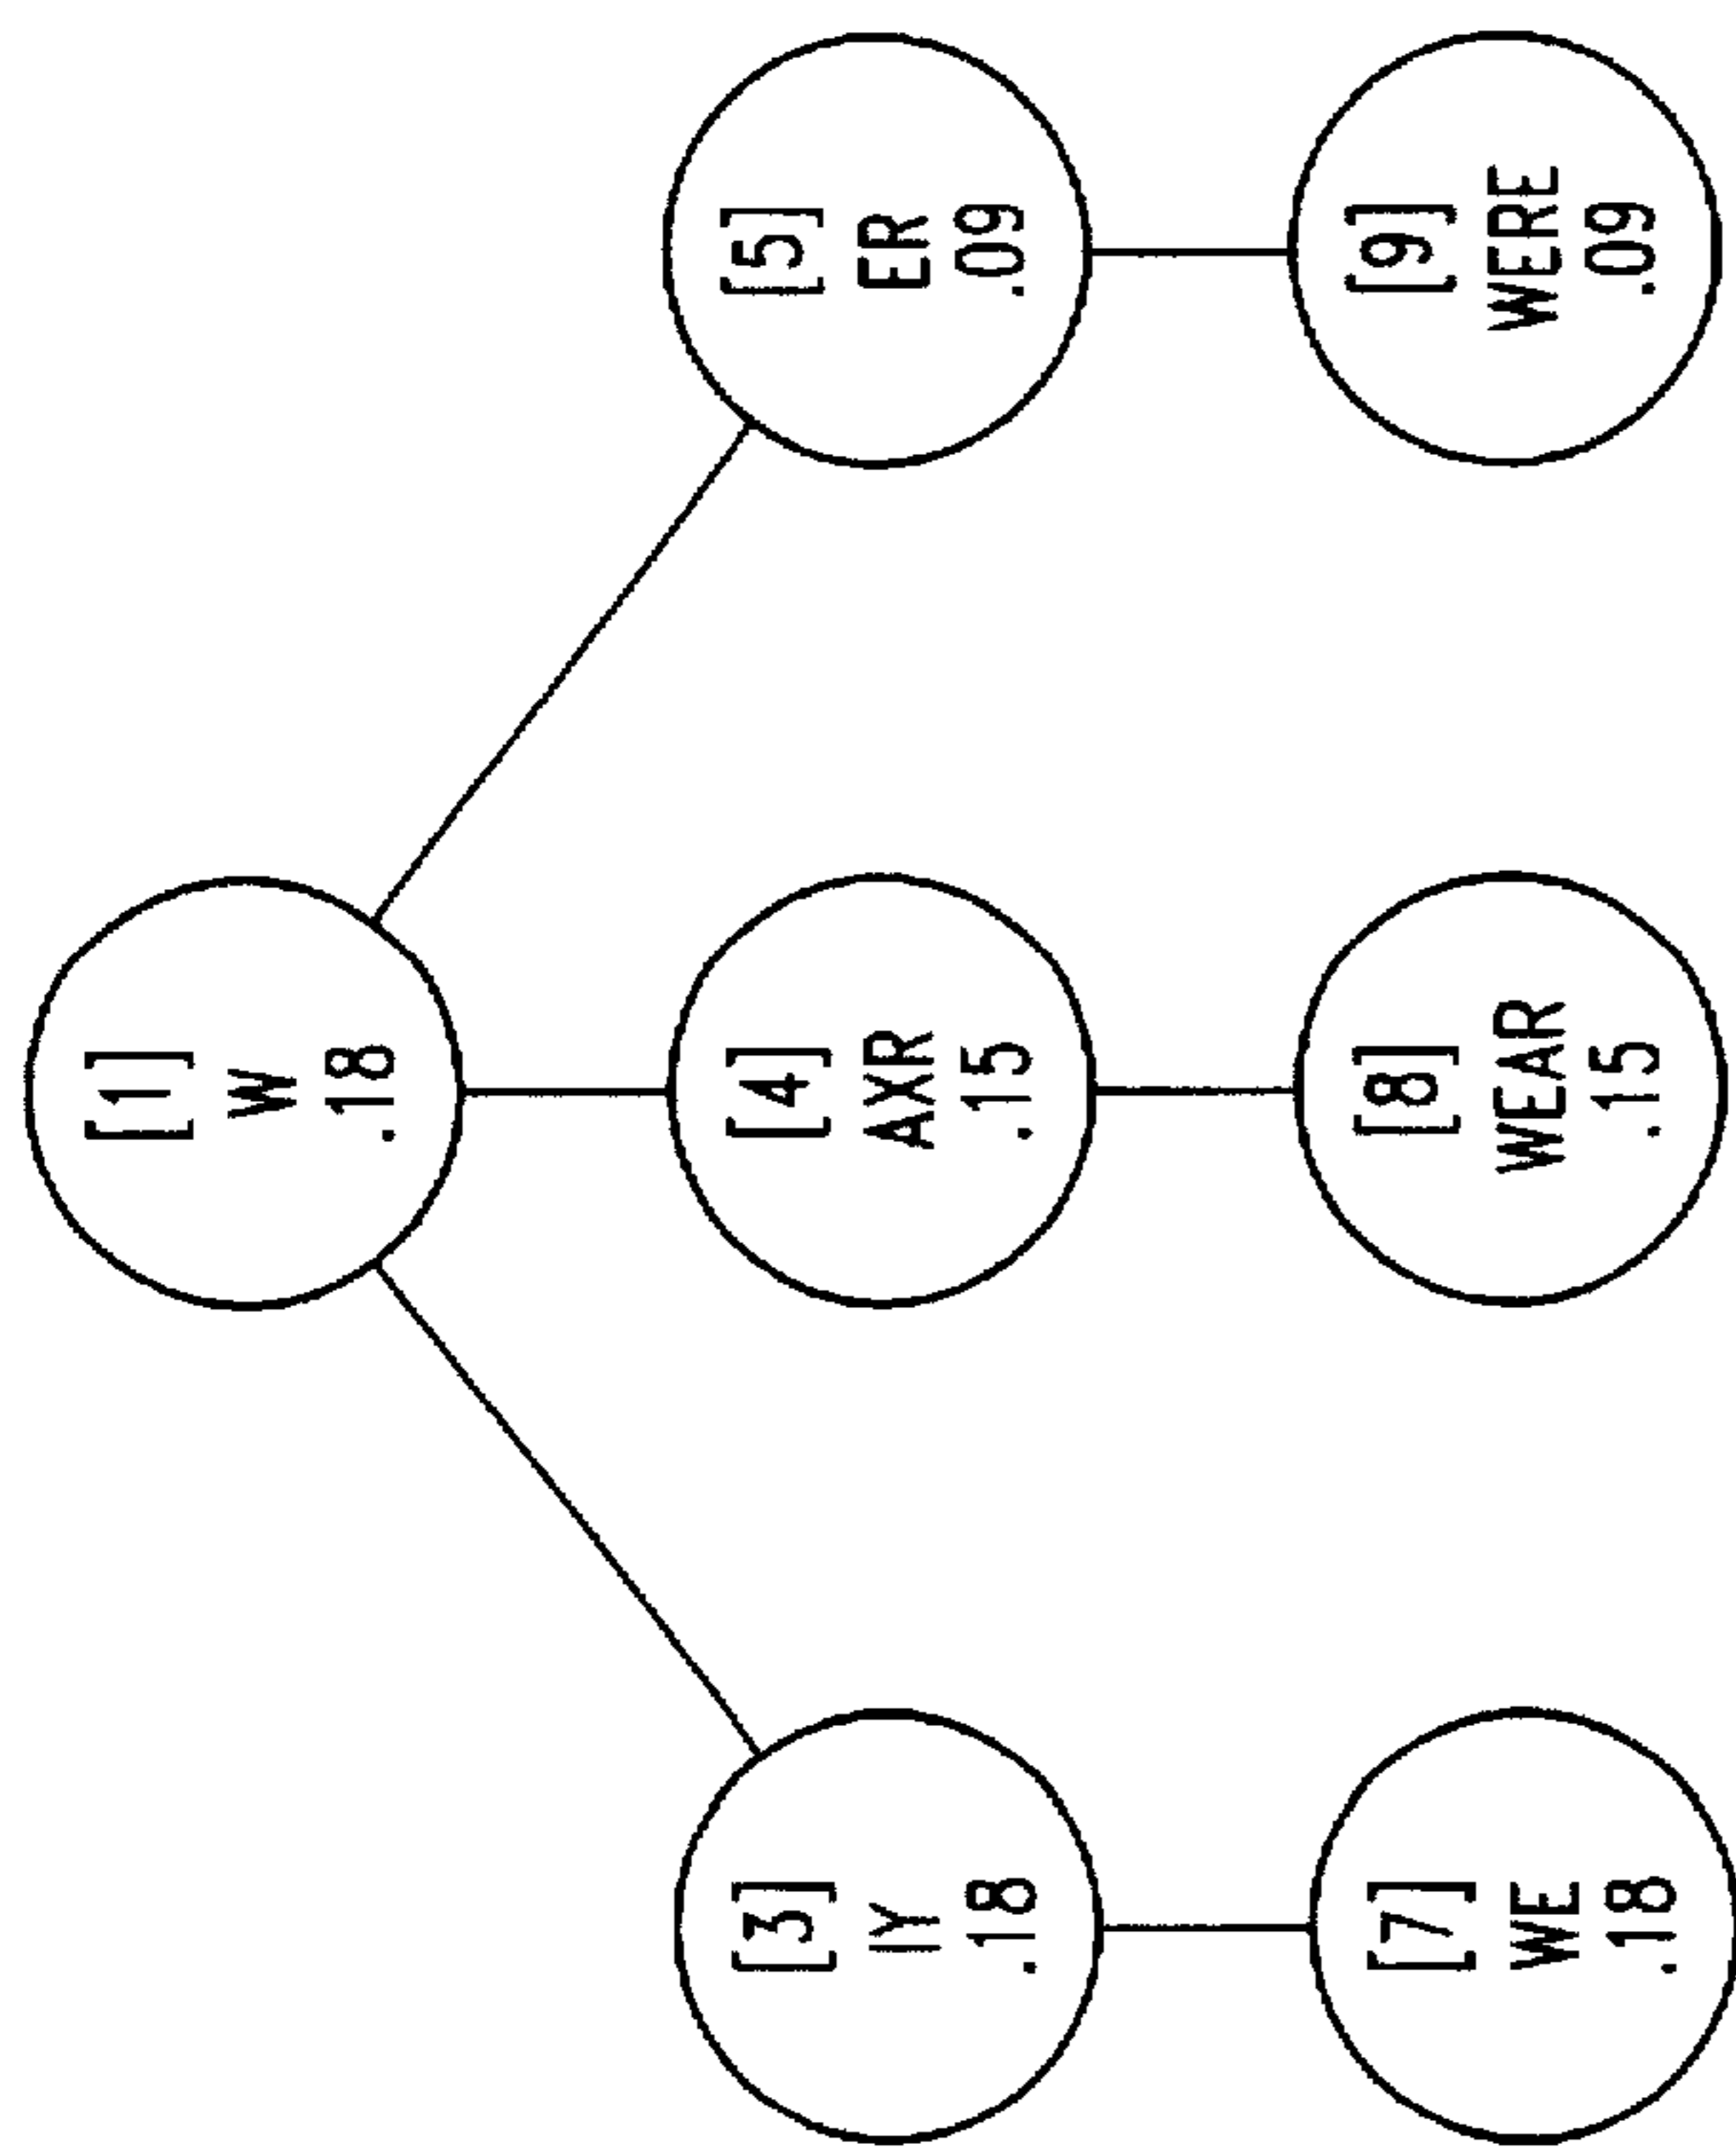 [1]
W
.18
[3]
IY
.18
[4]
AXR
.15
[5]
ER
.09
[7]
WE
.18
[8]
WEAR
.15
[9]
WERE
.09